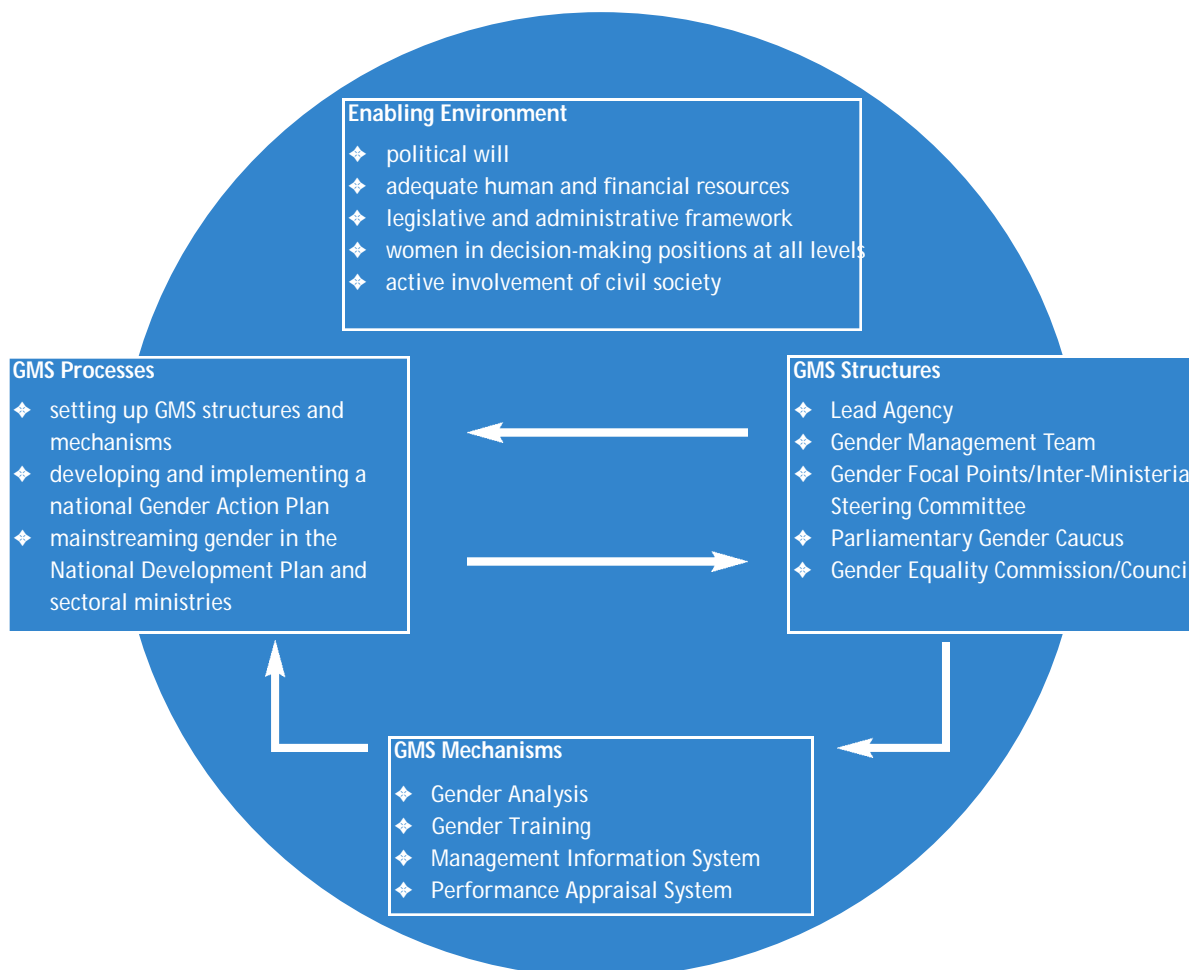 Enabling Environment
❖ political will
❖ adequate human and financial resources
❖ legislative and administrative framework
❖ women in decision-making positions at all levels
❖ active involvement of civil society
GMS Processes
❖ setting up GMS structures and
mechanisms
❖ developing and implementing a
national Gender Action Plan
❖ mainstreaming gender in the
National Development Plan and
sectoral ministries
GMS Structures
❖ Lead Agency
❖ Gender Management Team
❖ Gender Focal Points/Inter-Ministeria
Steering Committee
❖ Parliamentary Gender Caucus
❖ Gender Equality Commission/Counci
GMS Mechanisms
❖ Gender Analysis
❖ Gender Training
❖ Management Information System
❖ Performance Appraisal System